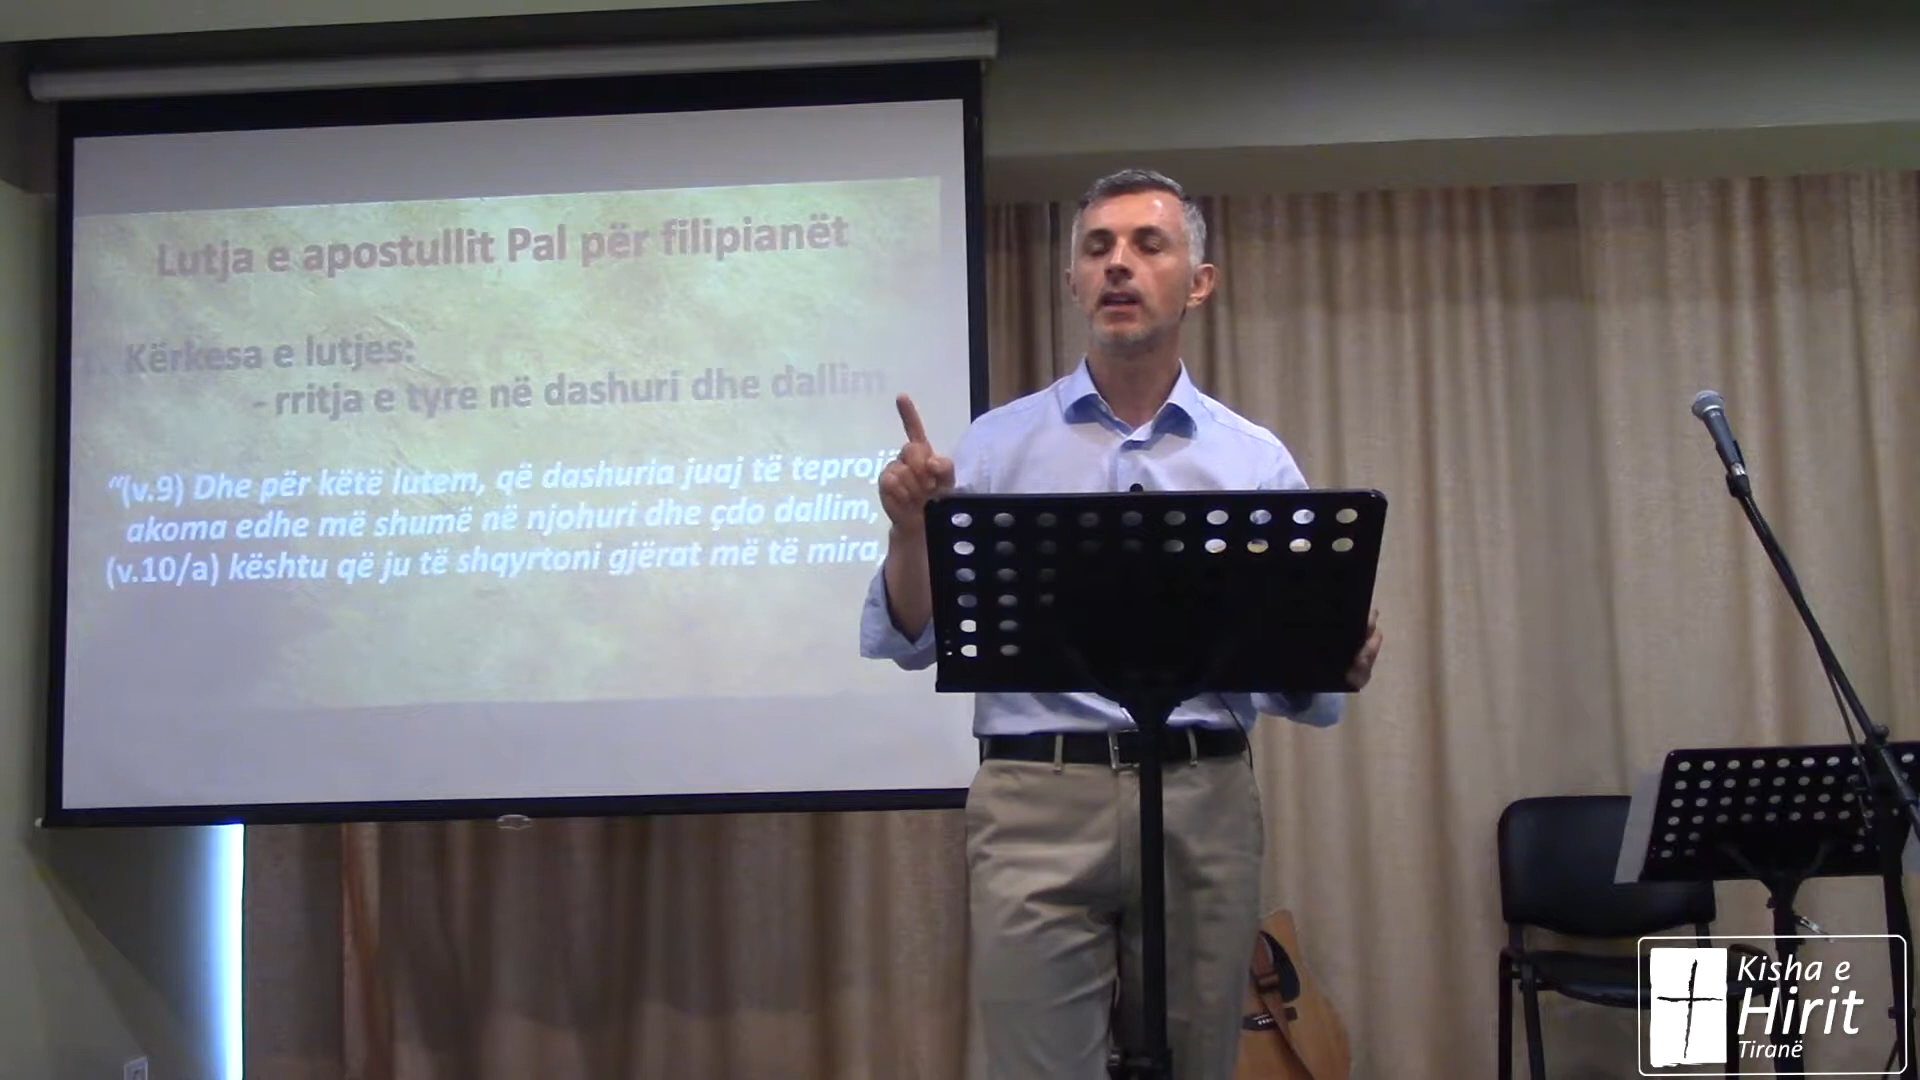 Lutja e apostullit Pal për filipianët
1. Kërkesa e lutjes:
- rritja e tyre në dashuri dhe dallim
“(v.9) Dhe për këtë lutem, që dashuria juaj të teprojë
akoma edhe më shumë në njohuri dhe çdo dallim,
(v.10/a) kështu që ju të shqyrtoni gjërat më të mira,
Kisha e
Hirit
Tiranë